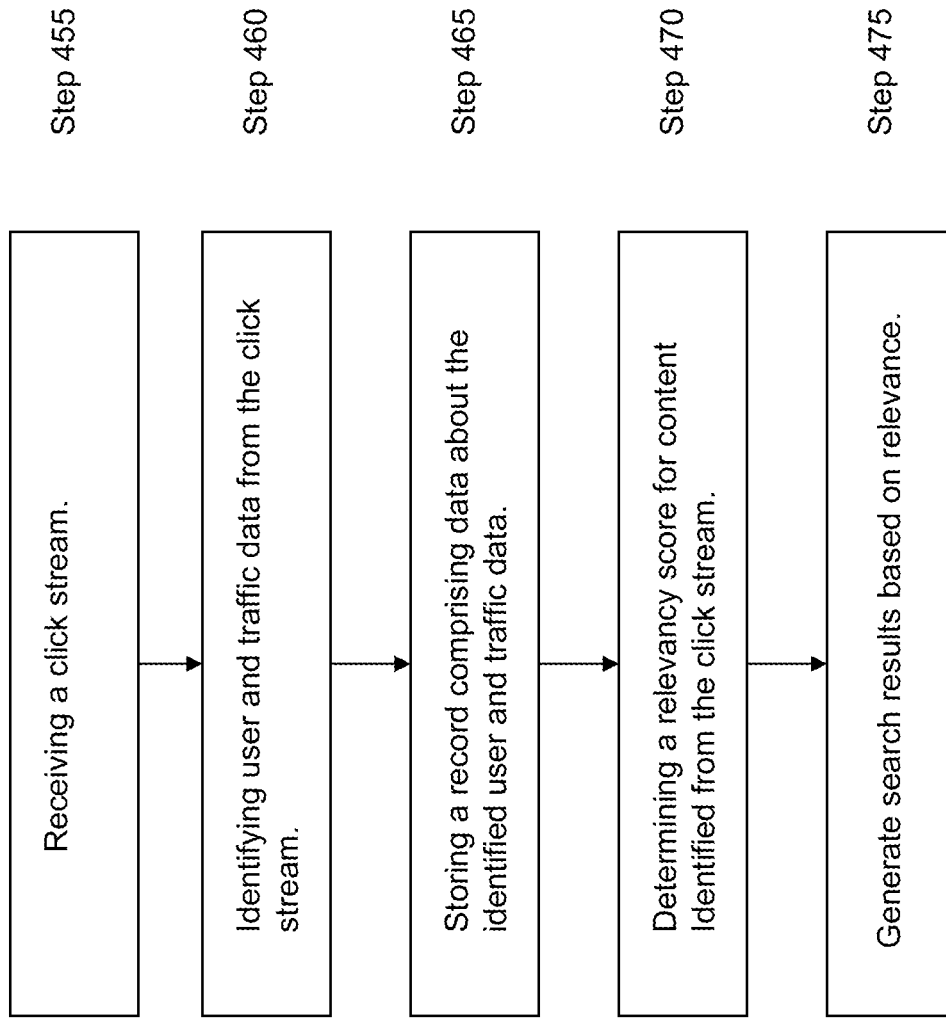 Receiving a click stream.
Step 455
Identifying user and traffic data from the click
stream.
Step 460
Storing a record comprising data about the
identified user and traffic data.
Step 465
Determining a relevancy score for content
Identified from the click stream.
Step 470
Generate search results based on relevance.
Step 475